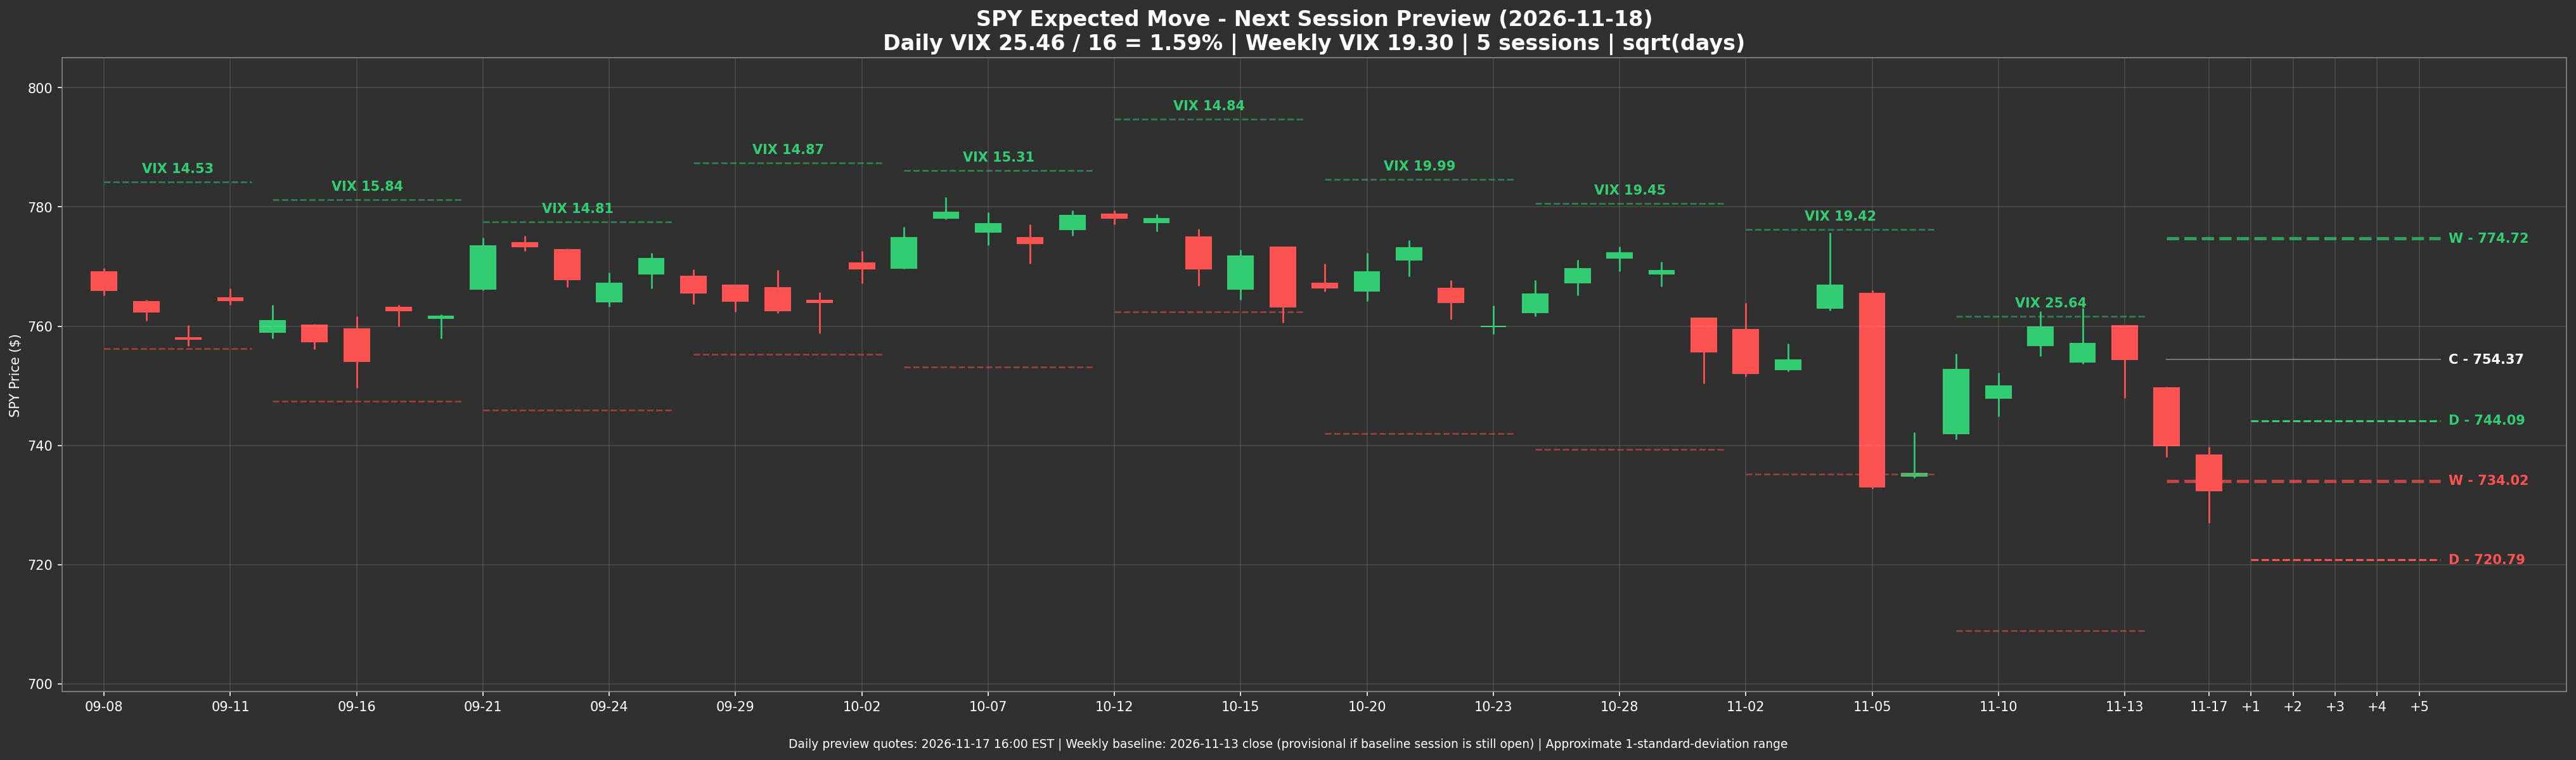 SPY Expected Move - Next Session Preview (2026-11-18)
Daily VIX 25.46 / 16 = 1.59% | Weekly VIX 19.30 | 5 sessions | sqrt(days)
SPY Price ($)
800
780
760
740
720
700
VIX 14.53
VIX 15.84
VIX 14.81
VIX 14.87
VIX 15.31
VIX 14.84
VIX 19.99
VIX 19.45
VIX 19.42
VIX 25.64
W - 774.72
C - 754.37
D - 744.09
W - 734.02
D - 720.79
09-08 09-11 09-16 09-21 09-24 09-29 10-02 10-07 10-12 10-15 10-20 10-23 10-28 11-02 11-05 11-10 11-13 11-17 +1 +2 +3 +4 +5
Daily preview quotes: 2026-11-17 16:00 EST | Weekly baseline: 2026-11-13 close (provisional if baseline session is still open) | Approximate 1-standard-deviation range